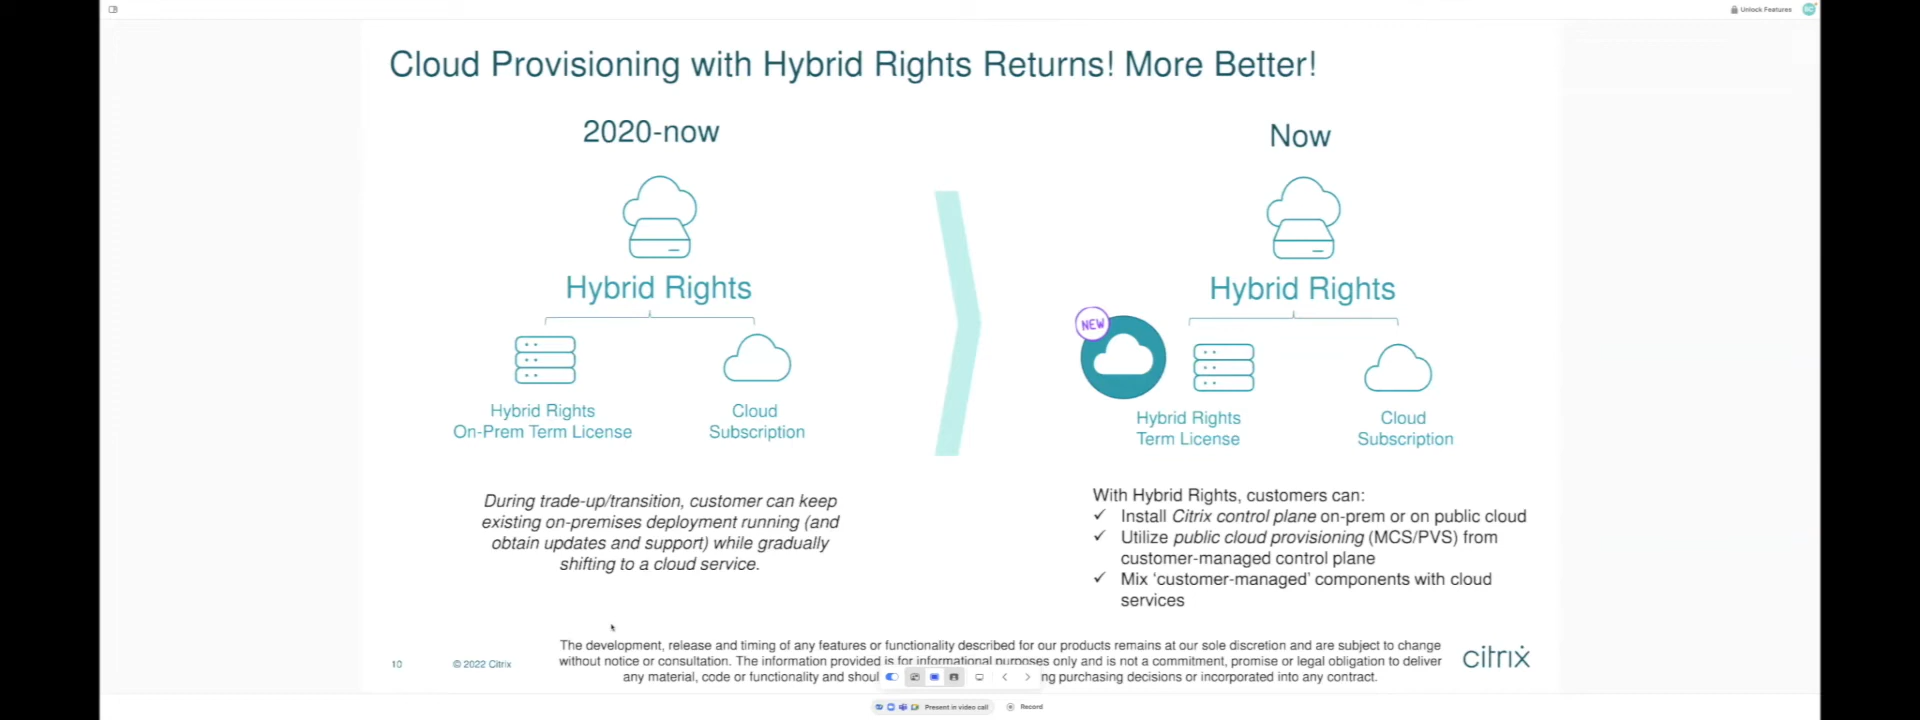 Unlock Features
Cloud Provisioning with Hybrid Rights Returns! More Better!
2020-now
Hybrid Rights
Hybrid Rights
On-Prem Term License
Cloud
Subscription
During trade-up/transition, customer can keep
existing on-premises deployment running (and
obtain updates and support) while gradually
shifting to a cloud service.
Now
Hybrid Rights
NEW
Hybrid Rights
Term License
Cloud
Subscription
With Hybrid Rights, customers can:
✓ Install Citrix control plane on-prem or on public cloud
✓ Utilize public cloud provisioning (MCS/PVS) from
customer-managed control plane
✓ Mix ‘customer-managed’ components with cloud
services
10
© 2022 Citrix
The development, release and timing of any features or functionality described for our products remains at our sole discretion and are subject to change
without notice or consultation. The information provided is for informational purposes only and is not a commitment, promise or legal obligation to deliver
any material, code or functionality and purchasing decisions or incorporated into any contract.
citrix
Present in video call
Record